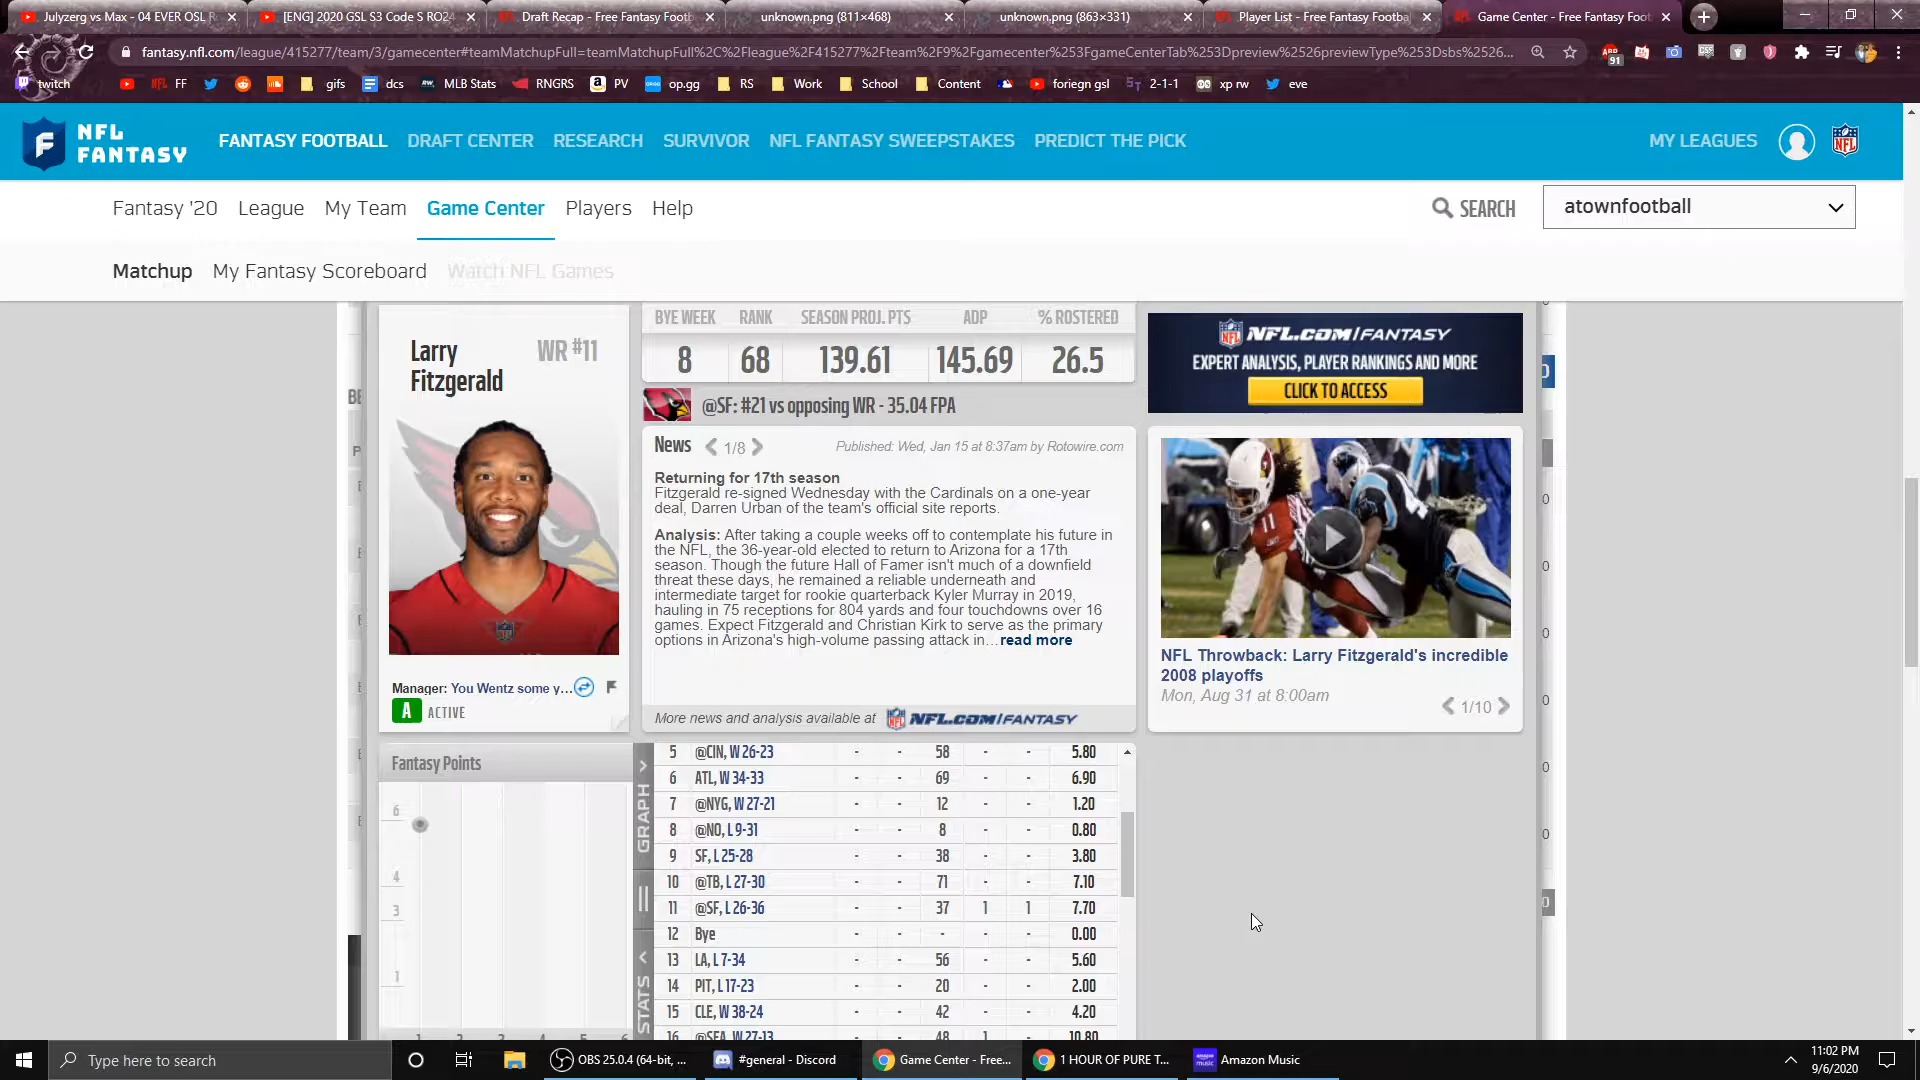 Julyzerg vs Max - 04 EVER OSL R
[ENG] 2020 GSL S3 Code S RO24
Draft Recap - Free Fantasy Footb
unknown.png (811×468)
unknown.png (863×331)
Player List - Free Fantasy Footba
Game Center - Free Fantasy Foot
fantasy.nfl.com/league/415277/team/3/gamecenter#teamMatchupFull=teamMatchupFull%2C%2Fleague%2F415277%2Fteam%2F9%2Fgamecenter%253FgameCenterTab%253Dpreview%2526previewType%253Dsbs%2526...
91
twitch
FF
gifs
dcs
MLB Stats
RNGRS
PV
op.gg
RS
Work
School
Content
foriegn gsl
2-1-1
xp rw
eve
NFL FANTASY
FANTASY FOOTBALL DRAFT CENTER RESEARCH SURVIVOR NFL FANTASY SWEEPSTAKES PREDICT THE PICK
MY LEAGUES
Fantasy '20 League My Team Game Center Players Help
SEARCH
atownfootball
Matchup My Fantasy Scoreboard Watch NFL Games
Larry Fitzgerald
WR #11
BYE WEEK RANK SEASON PROJ. PTS ADP % ROSTERED
8 68 139.61 145.69 26.5
@SF: #21 vs opposing WR - 35.04 FPA
News 1/8 Published: Wed, Jan 15 at 8:37am by Rotowire.com
Returning for 17th season
Fitzgerald re-signed Wednesday with the Cardinals on a one-year
deal, Darren Urban of the team's official site reports.
Analysis: After taking a couple weeks off to contemplate his future in
the NFL, the 36-year-old elected to return to Arizona for a 17th
season. Though the future Hall of Famer isn't much of a downfield
threat these days, he remained a reliable underneath and
intermediate target for rookie quarterback Kyler Murray in 2019,
hauling in 75 receptions for 804 yards and four touchdowns over 16
games. Expect Fitzgerald and Christian Kirk to serve as the primary
options in Arizona's high-volume passing attack in...read more
More news and analysis available at NFL.COM/FANTASY
NFL.COM/FANTASY
EXPERT ANALYSIS, PLAYER RANKINGS AND MORE
CLICK TO ACCESS
NFL Throwback: Larry Fitzgerald's incredible
2008 playoffs
Mon, Aug 31 at 8:00am
1/10
Manager: You Wentz some y...
A ACTIVE
Fantasy Points
6
4
3
1
GRAPH
STATS
5 @CIN, W 26-23 - - 58 - - 5.80
6 ATL, W 34-33 - - 69 - - 6.90
7 @NYG, W 27-21 - - 12 - - 1.20
8 @NO, L 9-31 - - 8 - - 0.80
9 SF, L 25-28 - - 38 - - 3.80
10 @TB, L 27-30 - - 71 - - 7.10
11 @SF, L 26-36 - - 37 1 1 7.70
12 Bye - - - - - 0.00
13 LA, L 7-34 - - 56 - - 5.60
14 PIT, L 17-23 - - 20 - - 2.00
15 CLE, W 38-24 - - 42 - - 4.20
16 @SEA, W 27-13 - - 48 1 - 10.80
Type here to search
OBS 25.0.4 (64-bit, ...
#general - Discord
Game Center - Free...
1 HOUR OF PURE T...
Amazon Music
11:02 PM
9/6/2020